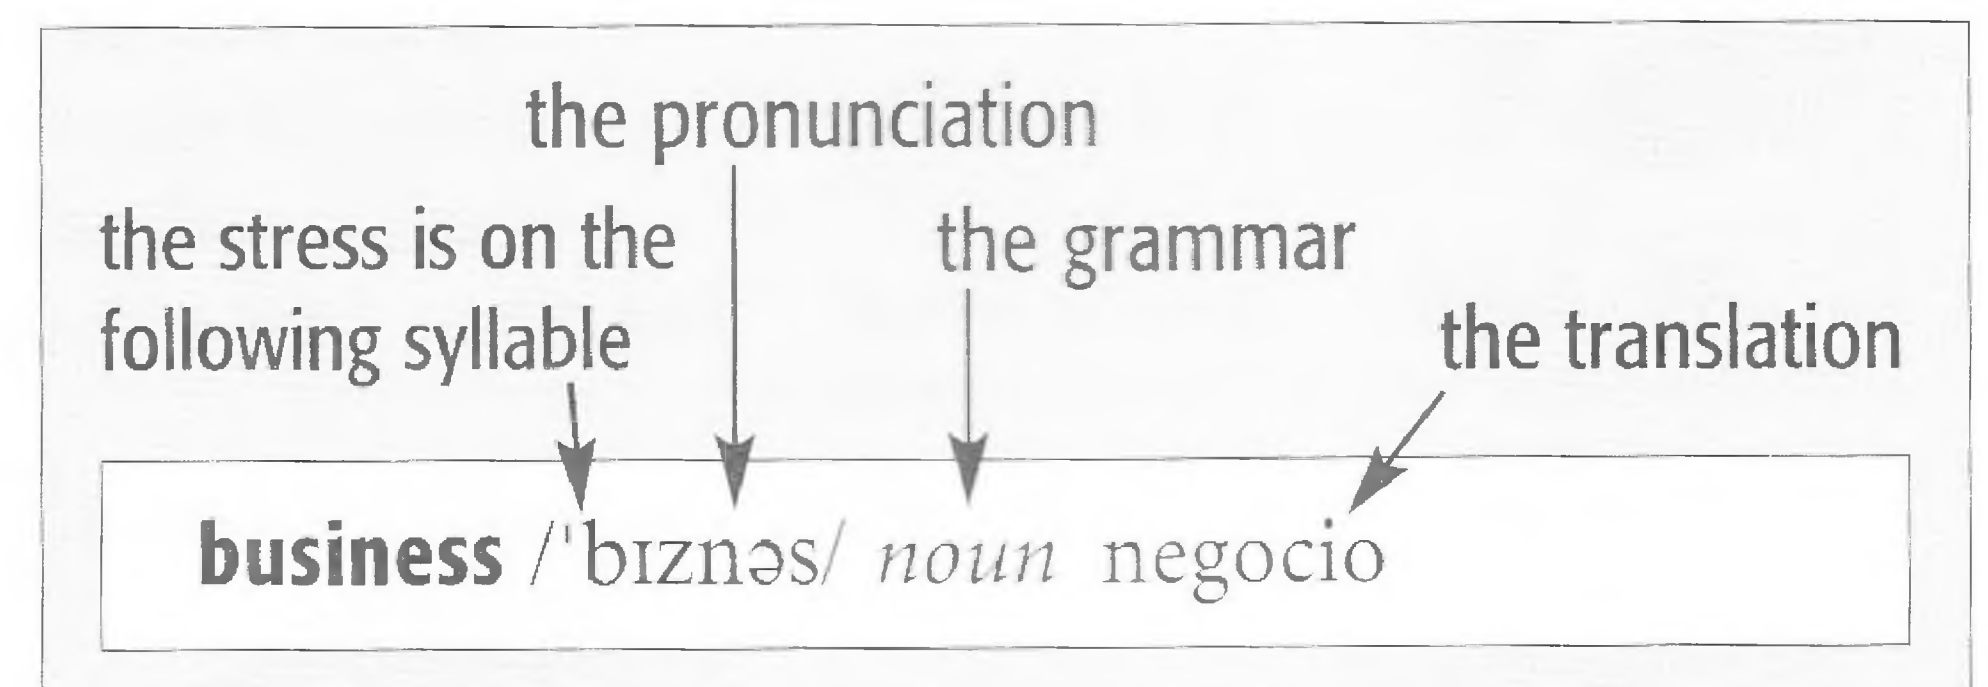 the pronunciation
the stress is on the
following syllable
the grammar
the translation
business /ˈbɪznəs/ noun negocio